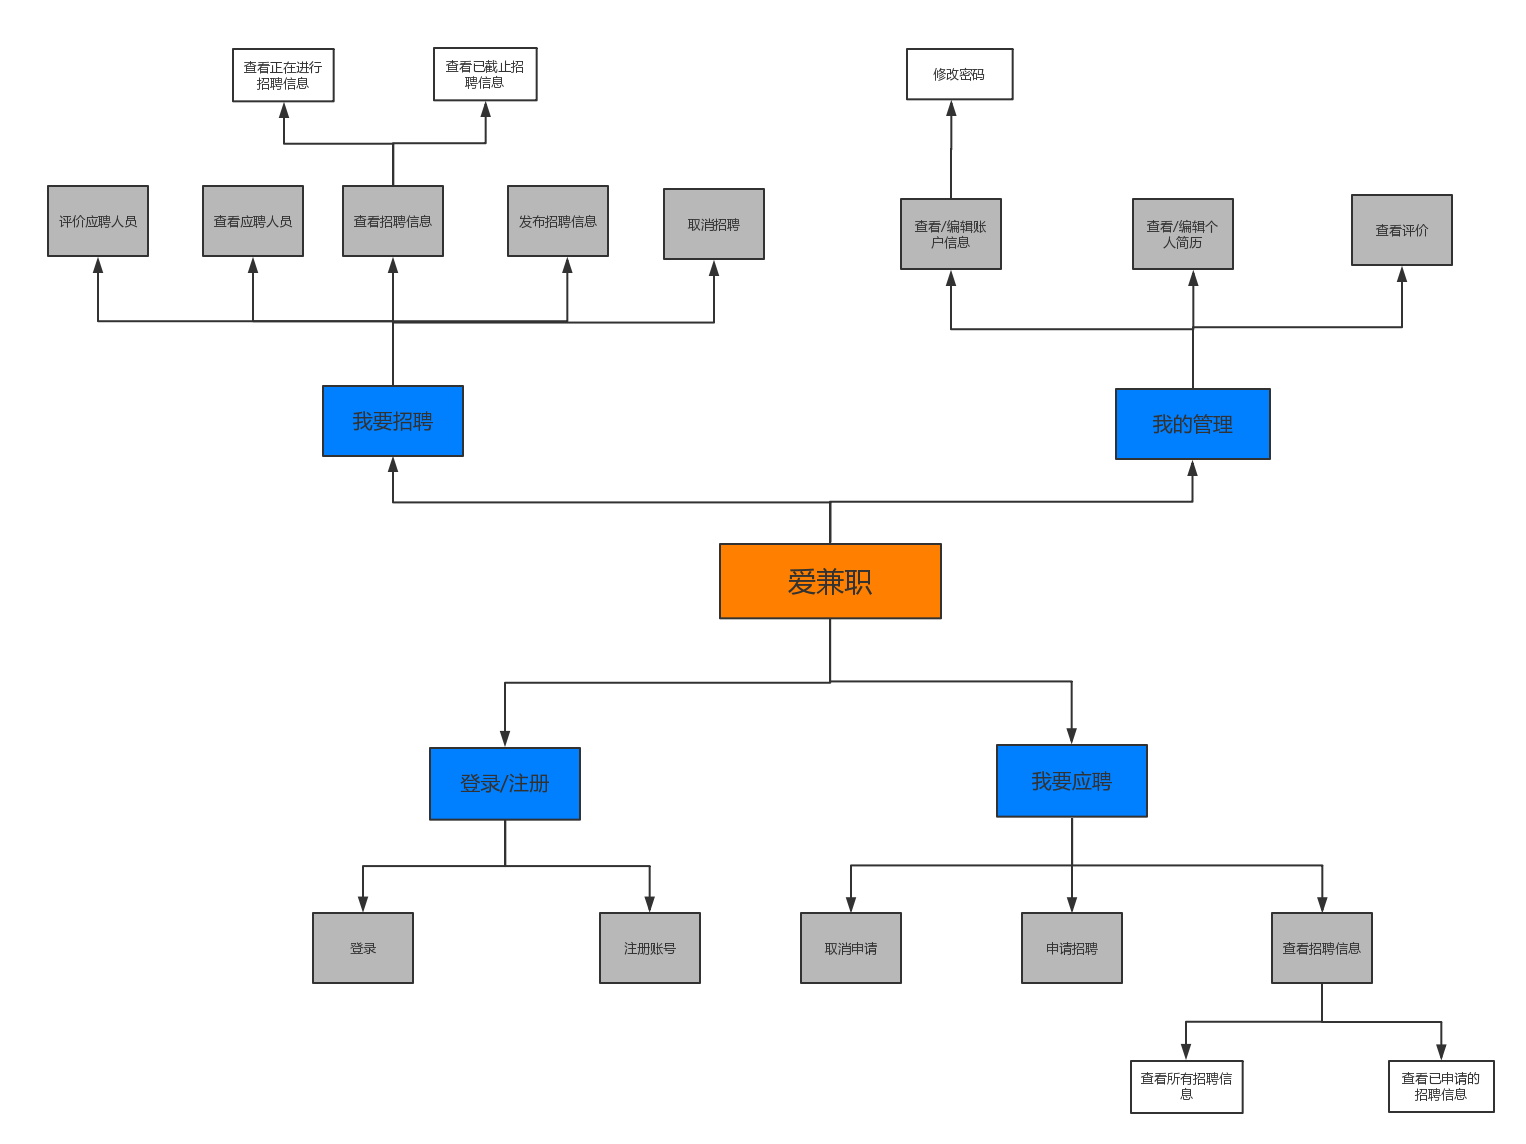 查看正在进行
招聘信息
查看已截止招
聘信息
修改密码
评价应聘人员
查看应聘人员
查看招聘信息
发布招聘信息
取消招聘
查看/编辑账
户信息
查看/编辑个
人简历
查看评价
我要招聘
我的管理
爱兼职
登录/注册
我要应聘
登录
注册账号
取消申请
申请招聘
查看招聘信息
查看所有招聘信
息
查看已申请的
招聘信息